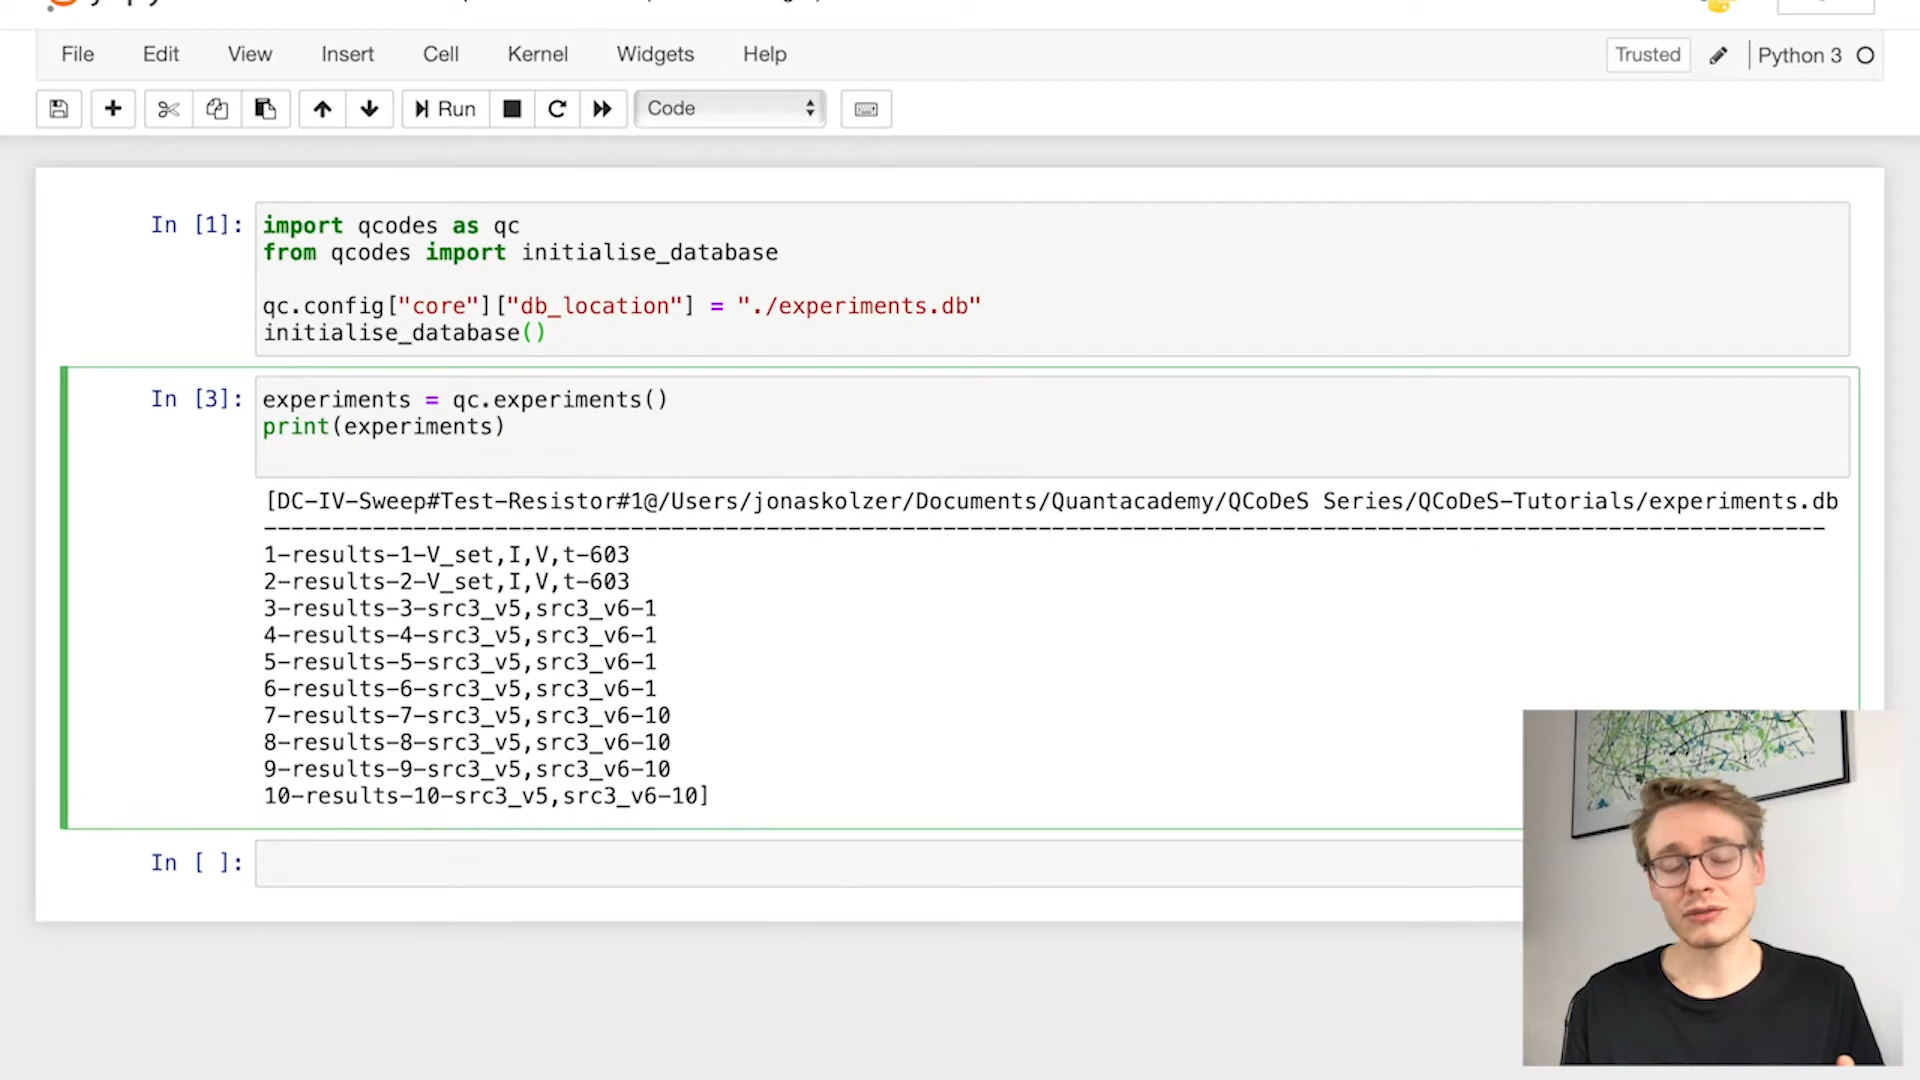 File Edit View Insert Cell Kernel Widgets Help Trusted Python 3
Run Code
In [1]: import qcodes as qc
from qcodes import initialise_database
qc.config["core"]["db_location"] = "./experiments.db"
initialise_database()
In [3]: experiments = qc.experiments()
print(experiments)
[DC-IV-Sweep#Test-Resistor#1@/Users/jonaskolzer/Documents/Quantacademy/QCoDeS Series/QCoDeS-Tutorials/experiments.db
--------------------------------------------------------------------------------------------------------------------
1-results-1-V_set,I,V,t-603
2-results-2-V_set,I,V,t-603
3-results-3-src3_v5,src3_v6-1
4-results-4-src3_v5,src3_v6-1
5-results-5-src3_v5,src3_v6-1
6-results-6-src3_v5,src3_v6-1
7-results-7-src3_v5,src3_v6-10
8-results-8-src3_v5,src3_v6-10
9-results-9-src3_v5,src3_v6-10
10-results-10-src3_v5,src3_v6-10]
In [ ]: